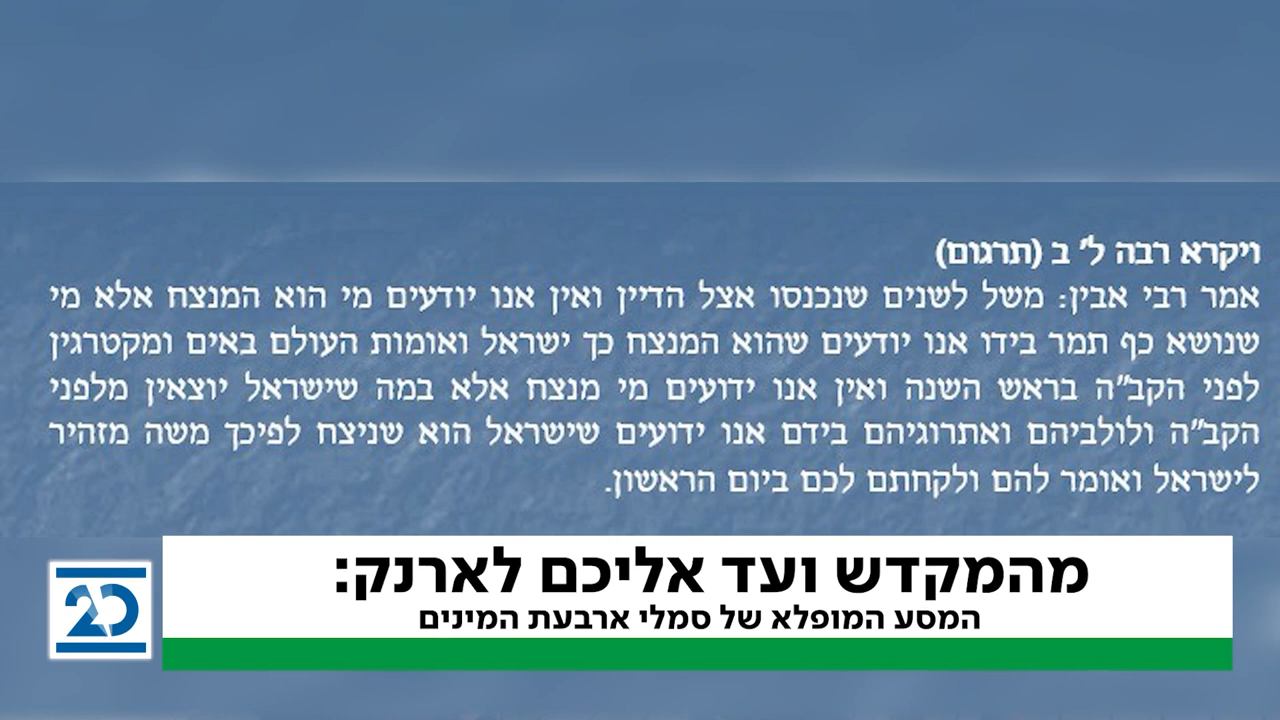 ויקרא רבה ל' ב (תרגום)
אמר רבי אבין: משל לשנים שנכנסו אצל הדיין ואין אנו יודעים מי הוא המנצח אלא מי
שנושא כף תמר בידו אנו יודעים שהוא המנצח כך ישראל ואומות העולם באים ומקטרגין
לפני הקב"ה בראש השנה ואין אנו ידועים מי מנצח אלא במה שישראל יוצאין מלפני
הקב"ה ולולביהם ואתרוגיהם בידם אנו ידועים שישראל הוא שניצח לפיכך משה מזהיר
לישראל ואומר להם ולקחתם לכם ביום הראשון.
מהמקדש ועד אליכם לארנק:
המסע המופלא של סמלי ארבעת המינים
20